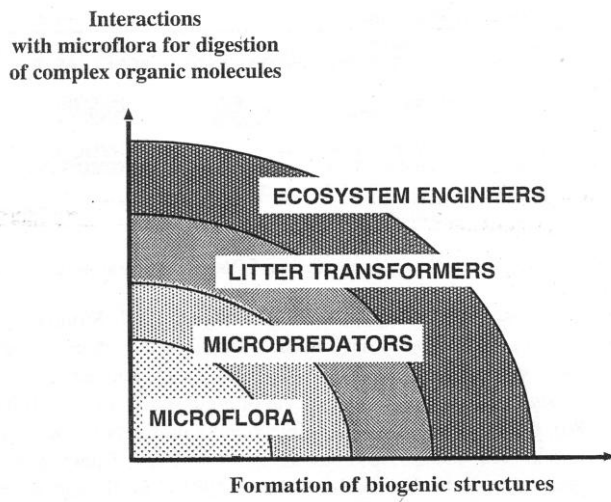 Interactions
with microflora for digestion
of complex organic molecules
ECOSYSTEM ENGINEERS
LITTER TRANSFORMERS
MICROPREDATORS
MICROFLORA
Formation of biogenic structures